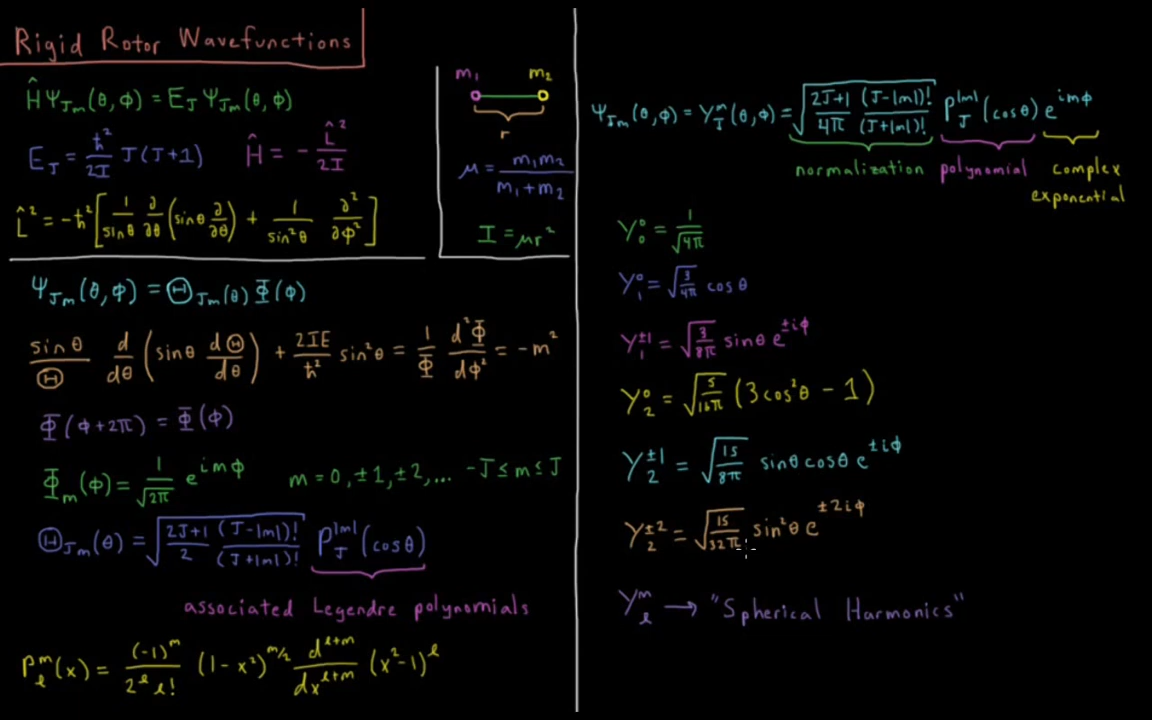 Rigid Rotor Wavefunctions
Ĥ Ψ_Jm(θ,ϕ) = E_J Ψ_Jm(θ,ϕ)
E_J = ħ²/2I J(J+1) Ĥ = - L̂²/2I
L̂² = -ħ² [ 1/sinθ ∂/∂θ (sinθ ∂/∂θ) + 1/sin²θ ∂²/∂ϕ² ]
m₁ m₂
r
μ = m₁m₂/m₁+m₂
I = μr²
Ψ_Jm(θ,ϕ) = Θ_Jm(θ) Φ(ϕ)
sinθ/Θ d/dθ (sinθ dΘ/dθ) + 2IE/ħ² sin²θ = 1/Φ d²Φ/dϕ² = -m²
Φ(ϕ+2π) = Φ(ϕ)
Φ_m(ϕ) = 1/√2π e^imϕ m = 0, ±1, ±2, ... -J ≤ m ≤ J
Θ_Jm(θ) = √(2J+1/2 (J-|m|)!/(J+|m|)!) P_J^|m| (cosθ)
associated Legendre polynomials
P_ℓ^m(x) = (-1)^m/2^ℓ ℓ! (1-x²)^m/2 d^ℓ+m/dx^ℓ+m (x²-1)^ℓ
Ψ_Jm(θ,ϕ) = Y_J^m(θ,ϕ) = √(2J+1/4π (J-|m|)!/(J+|m|)!) P_J^|m| (cosθ) e^imϕ
normalization polynomial complex
exponential
Y_0^0 = 1/√4π
Y_1^0 = √(3/4π) cosθ
Y_1^±1 = √(3/8π) sinθ e^±iϕ
Y_2^0 = √(5/16π) (3cos²θ - 1)
Y_2^±1 = √(15/8π) sinθ cosθ e^±iϕ
Y_2^±2 = √(15/32π) sin²θ e^±2iϕ
Y_ℓ^m → "Spherical Harmonics"